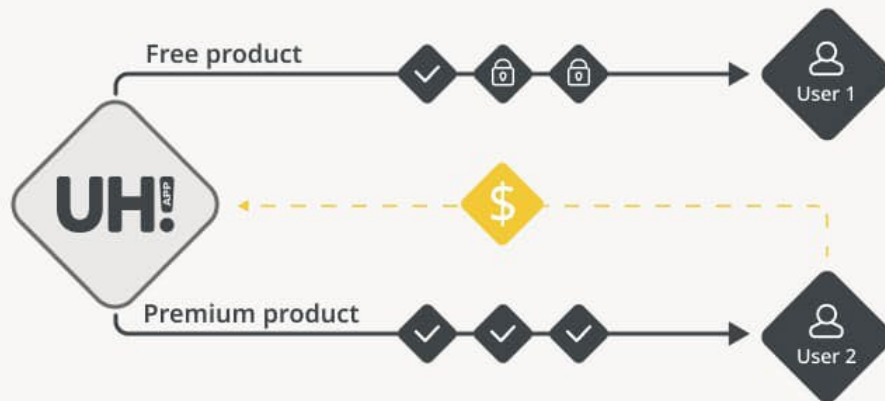 Free product
User 1
UH!
APP
$
Premium product
User 2